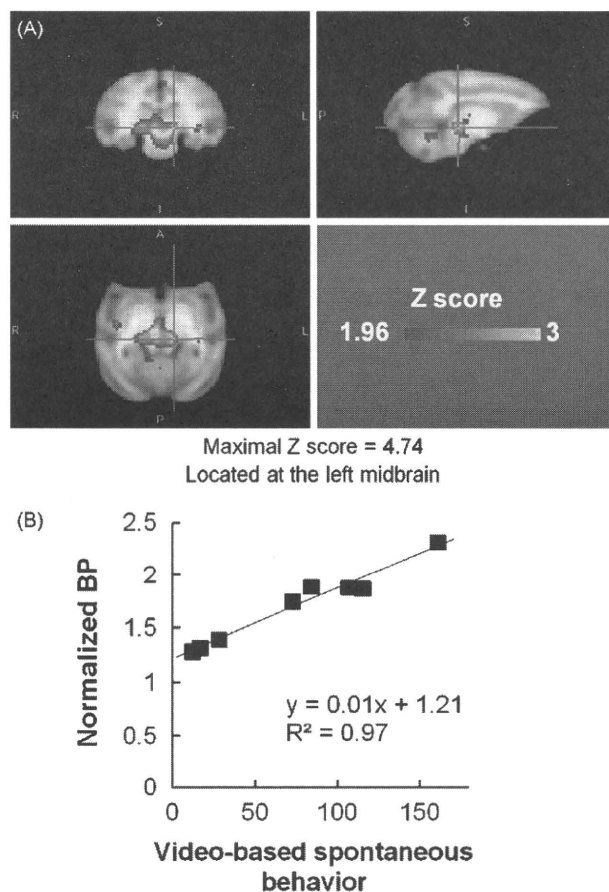 (A)
S
S
R
L
P
I
I
A
R
L
P
Z score
1.96
3
Maximal Z score = 4.74
Located at the left midbrain
(B)
Normalized BP
2.5
2
1.5
1
0.5
0
y = 0.01x + 1.21
R² = 0.97
0
50
100
150
Video-based spontaneous
behavior